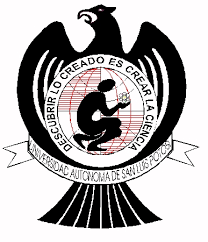 DESCUBRIR LO CREADO ES CREAR LA CIENCIA
UNIVERSIDAD AUTONOMA DE SAN LUIS POTOSI